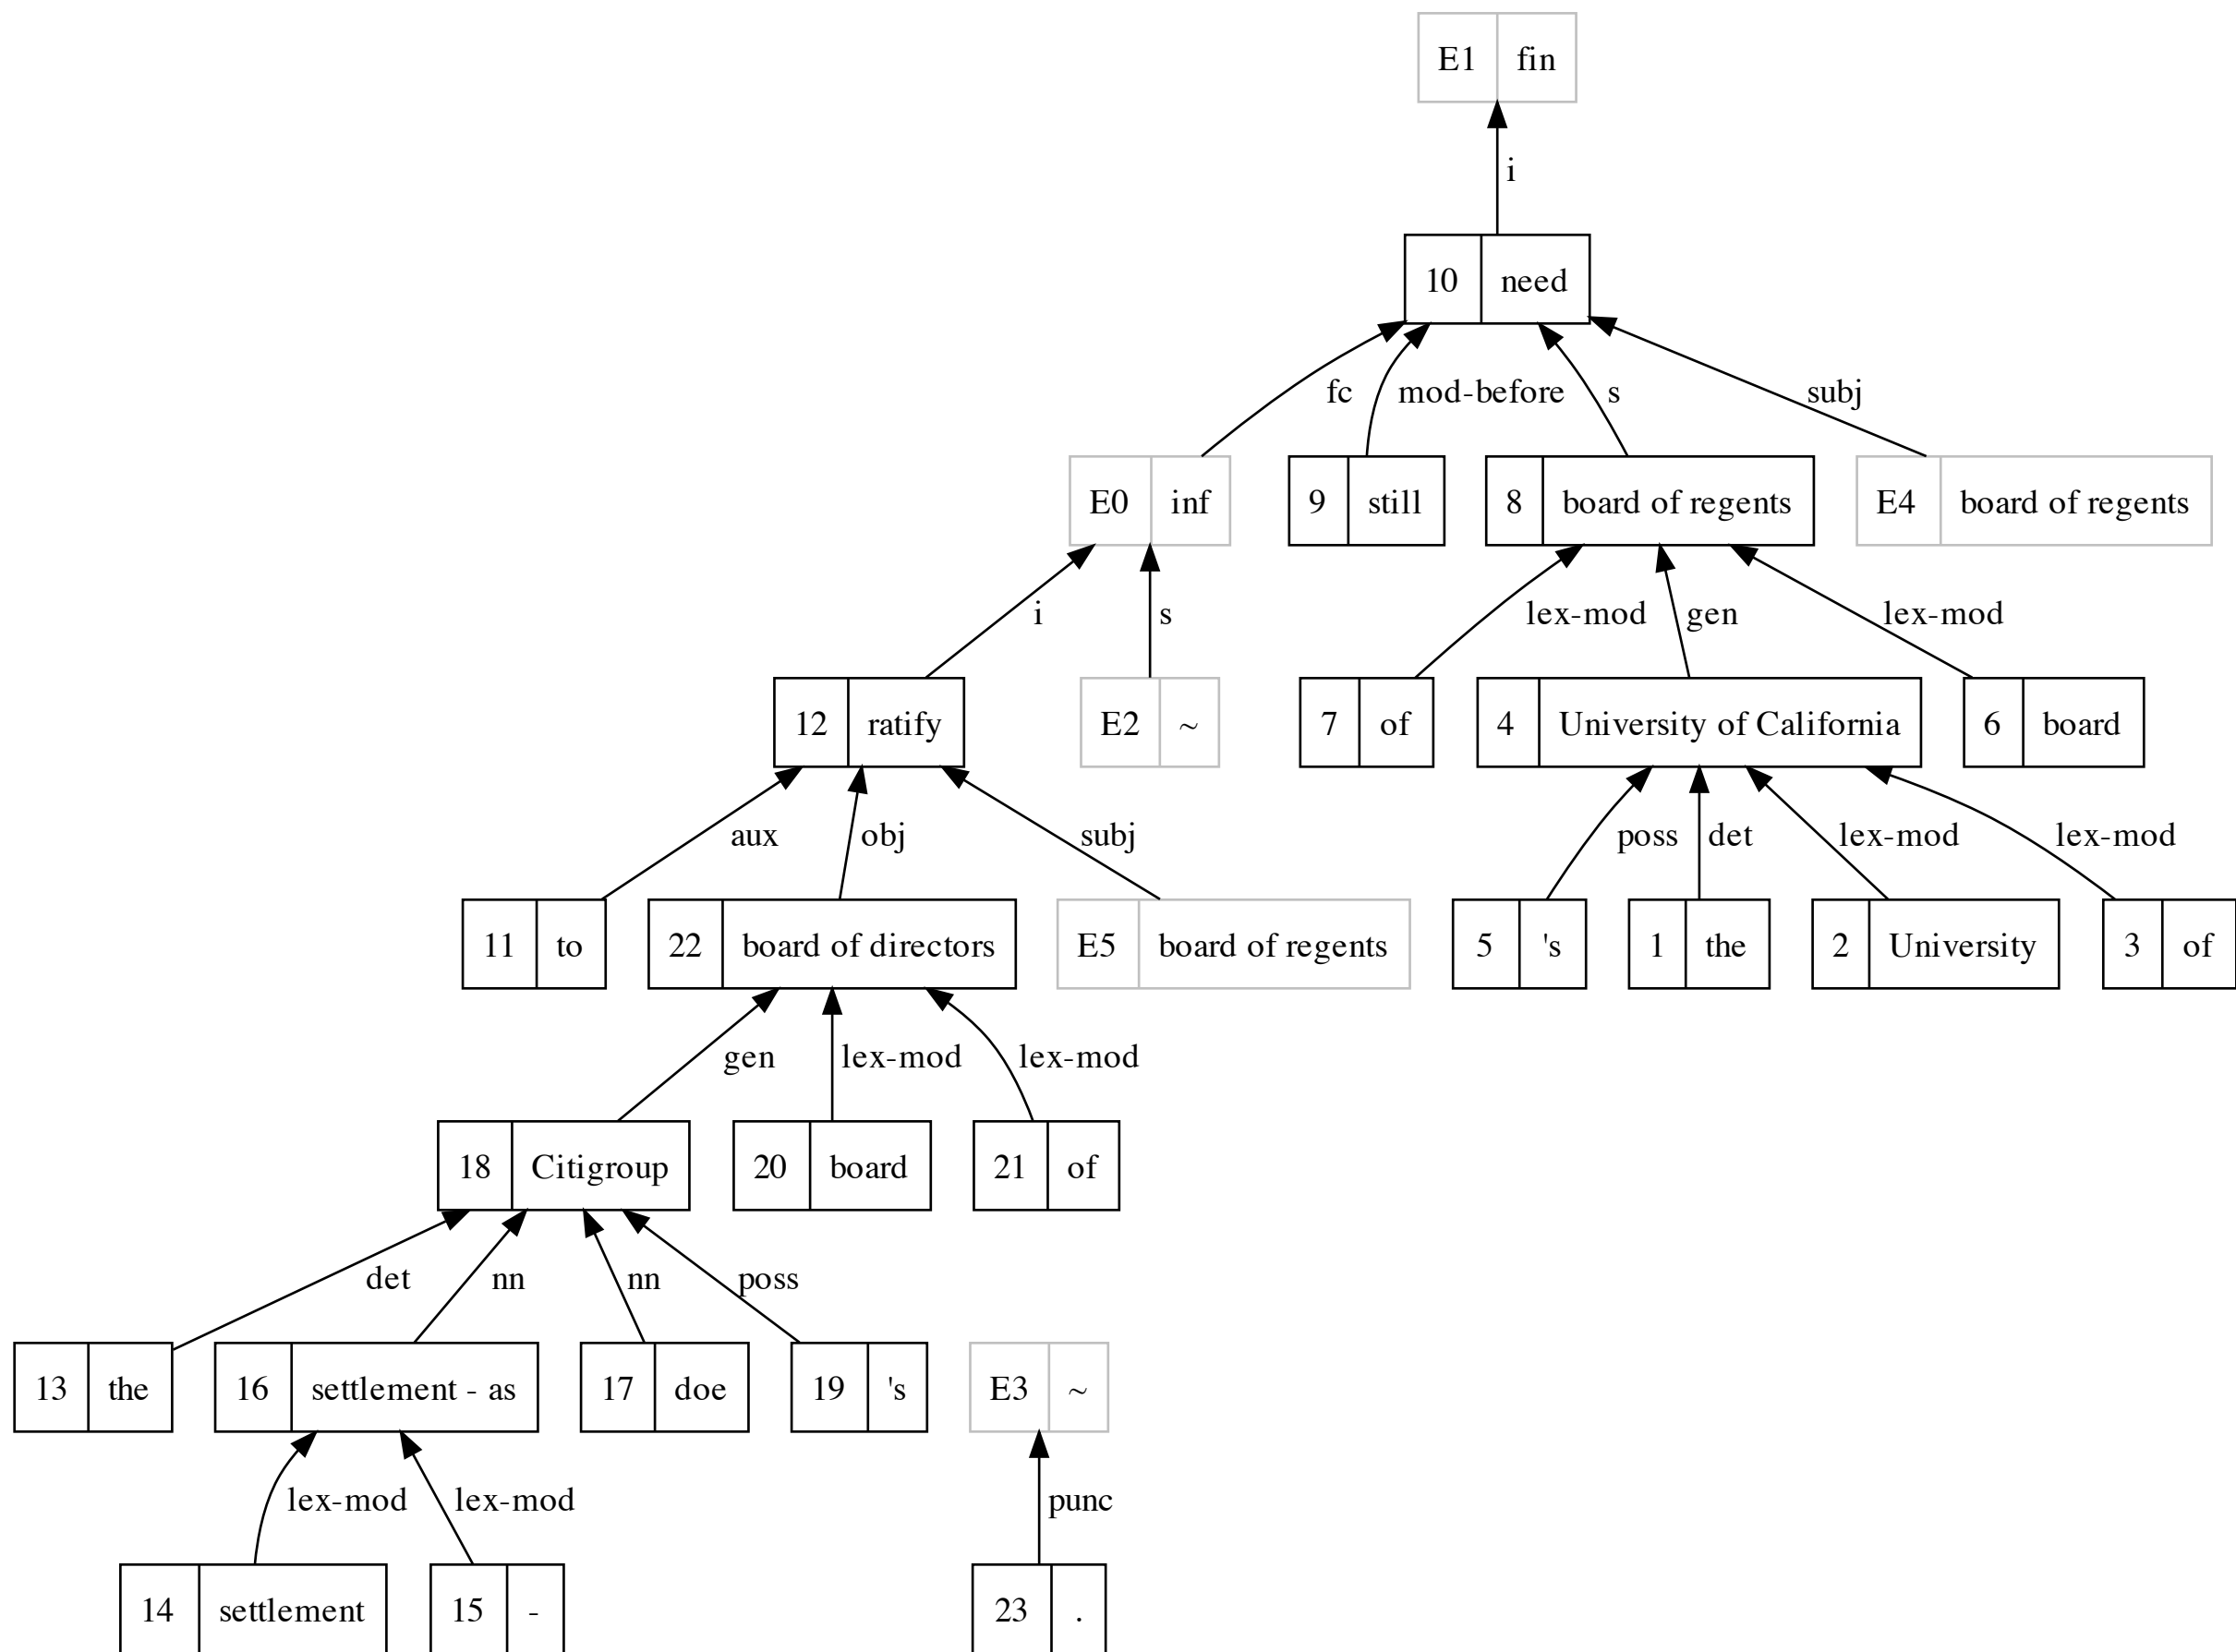 E1 fin
i
10 need
fc mod-before s subj
E0 inf 9 still 8 board of regents E4 board of regents
i s lex-mod gen lex-mod
12 ratify E2 ~ 7 of 4 University of California 6 board
aux obj subj poss det lex-mod lex-mod
11 to 22 board of directors E5 board of regents 5 's 1 the 2 University 3 of
gen lex-mod lex-mod
18 Citigroup 20 board 21 of
det nn nn poss
13 the 16 settlement - as 17 doe 19 's E3 ~
lex-mod lex-mod punc
14 settlement 15 - 23 .